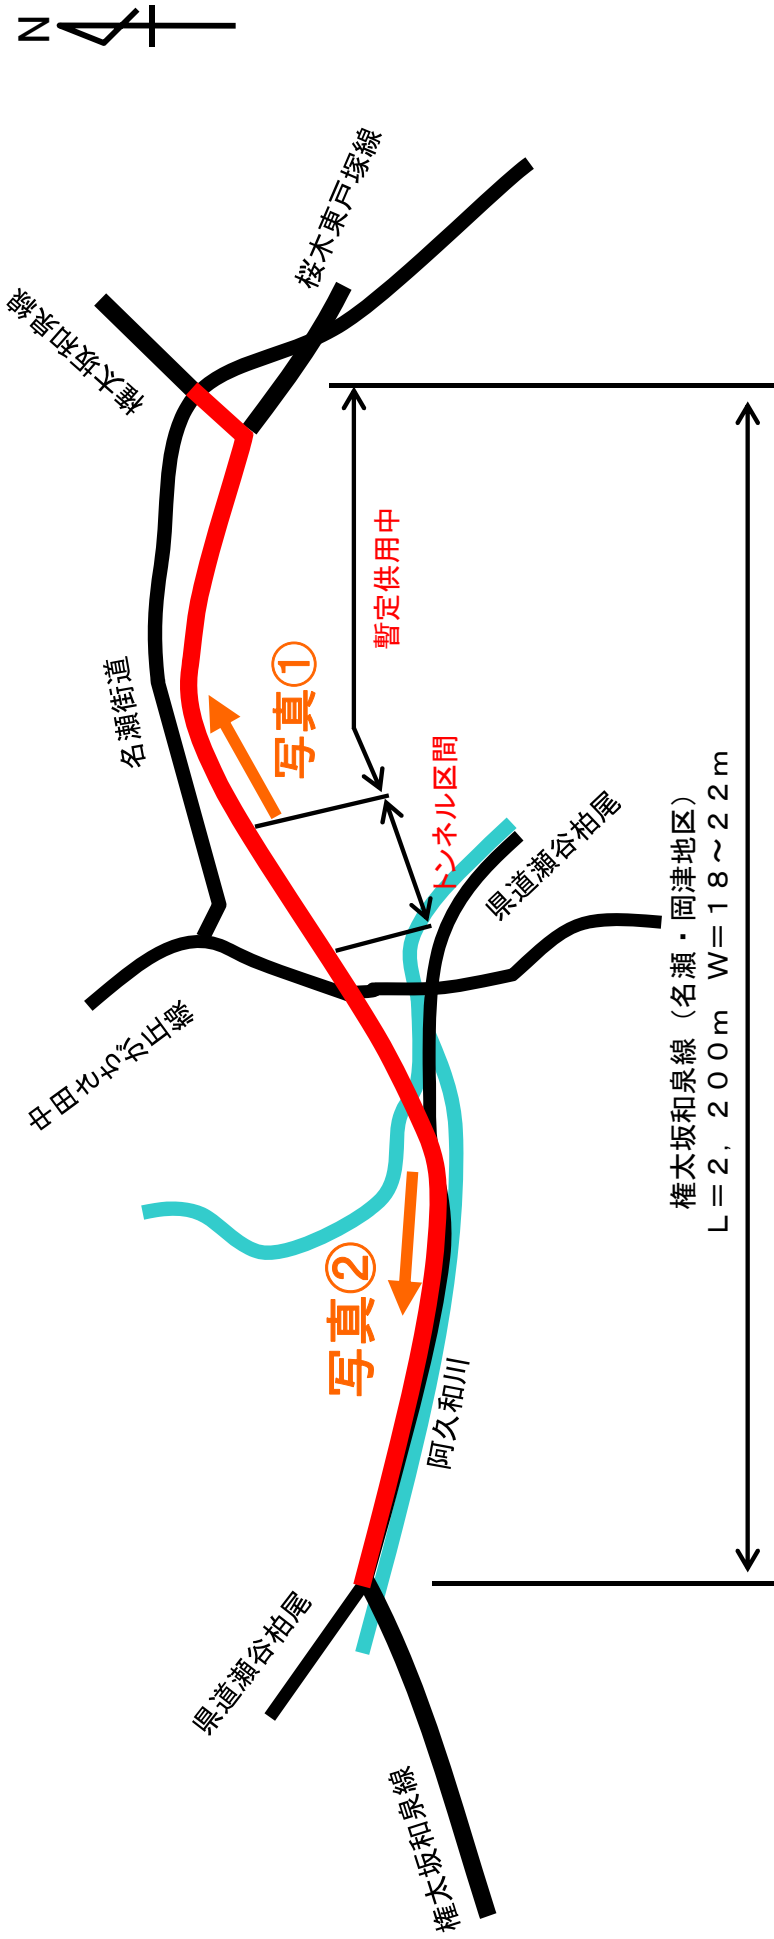 N
桜木東戸塚線
権太坂和泉線
暫定供用中
写真①
名瀬街道
トンネル区間
県道瀬谷柏尾
中田さちが丘線
権太坂和泉線（名瀬・岡津地区）
L＝2，200m W＝18～22m
写真②
阿久和川
県道瀬谷柏尾
権太坂和泉線